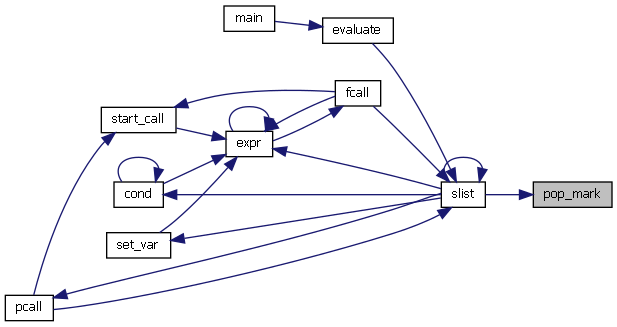 main
evaluate
fcall
start_call
expr
cond
slist
pop_mark
set_var
pcall